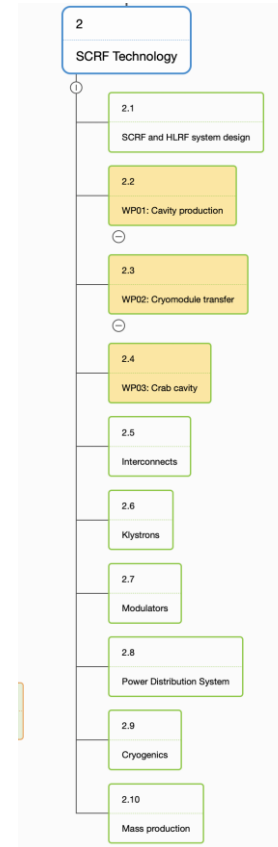 2
SCRF Technology
2.1
SCRF and HLRF system design
2.2
WP01: Cavity production
2.3
WP02: Cryomodule transfer
2.4
WP03: Crab cavity
2.5
Interconnects
2.6
Klystrons
2.7
Modulators
2.8
Power Distribution System
2.9
Cryogenics
2.10
Mass production